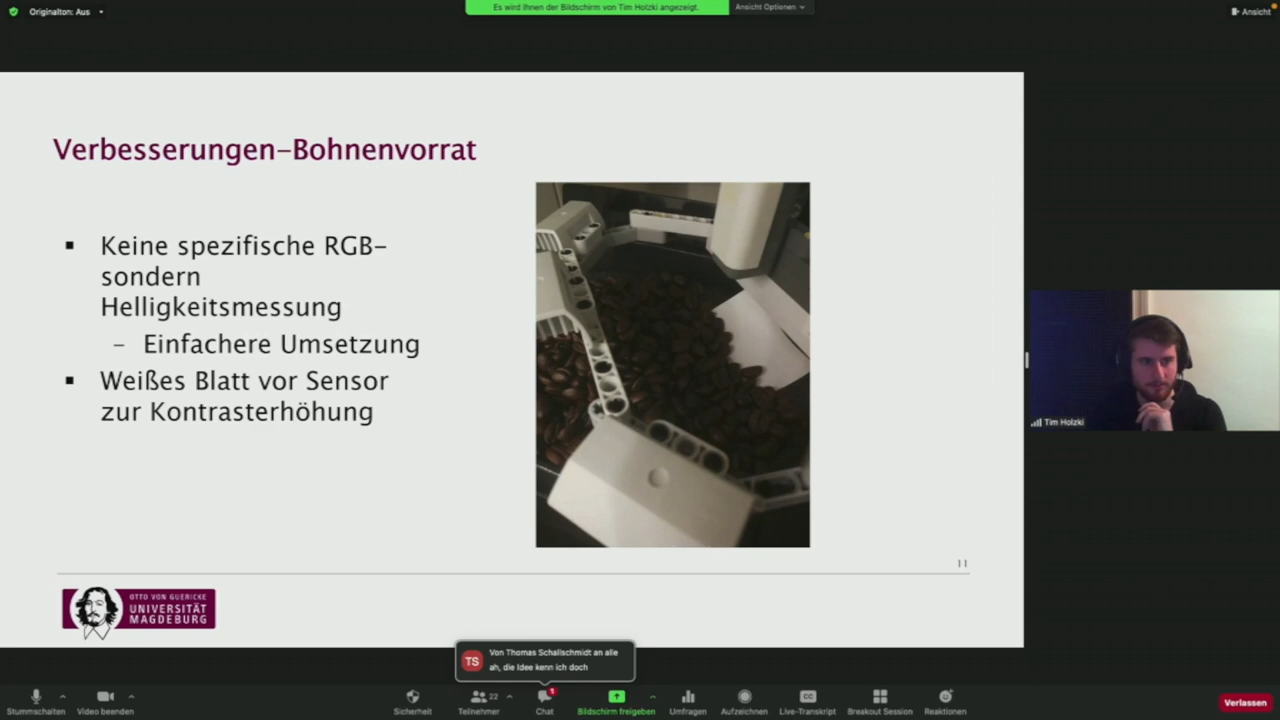 Originalton: Aus
Es wird Ihnen der Bildschirm von Tim Holzki angezeigt.
Ansicht Optionen
Ansicht
Verbesserungen-Bohnenvorrat
Keine spezifische RGB-
sondern
Helligkeitsmessung
– Einfachere Umsetzung
Weißes Blatt vor Sensor
zur Kontrasterhöhung
Tim Holzki
11
OTTO VON GUERICKE
UNIVERSITÄT
MAGDEBURG
TS
Von Thomas Schallschmidt an alle
ah, die Idee kenn ich doch
Stummschalten
Video beenden
Sicherheit
22
Teilnehmer
1
Chat
Bildschirm freigeben
Umfragen
Aufzeichnen
CC
Live-Transkript
Breakout Session
Reaktionen
Verlassen